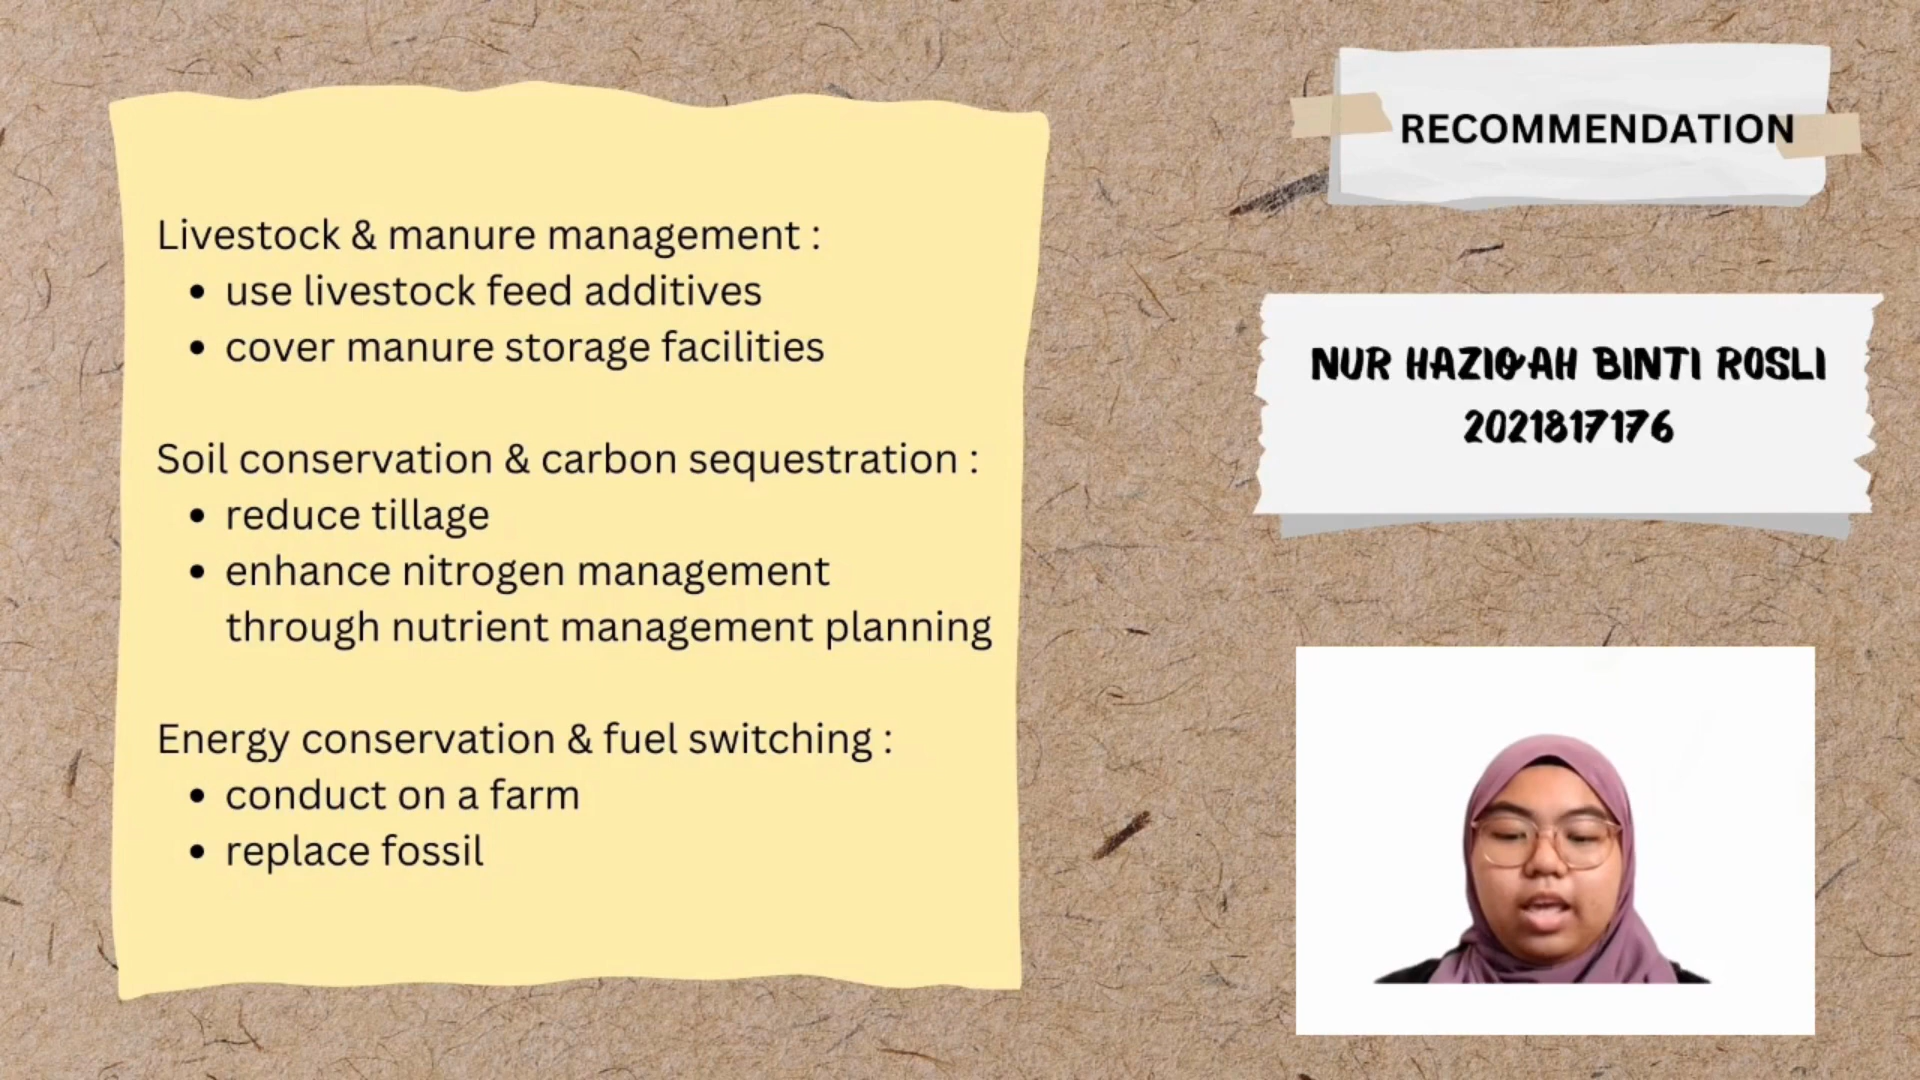 RECOMMENDATION
Livestock & manure management :
• use livestock feed additives
• cover manure storage facilities
Soil conservation & carbon sequestration :
• reduce tillage
• enhance nitrogen management
through nutrient management planning
Energy conservation & fuel switching :
• conduct on a farm
• replace fossil
NUR HAZIQAH BINTI ROSLI
2021817176